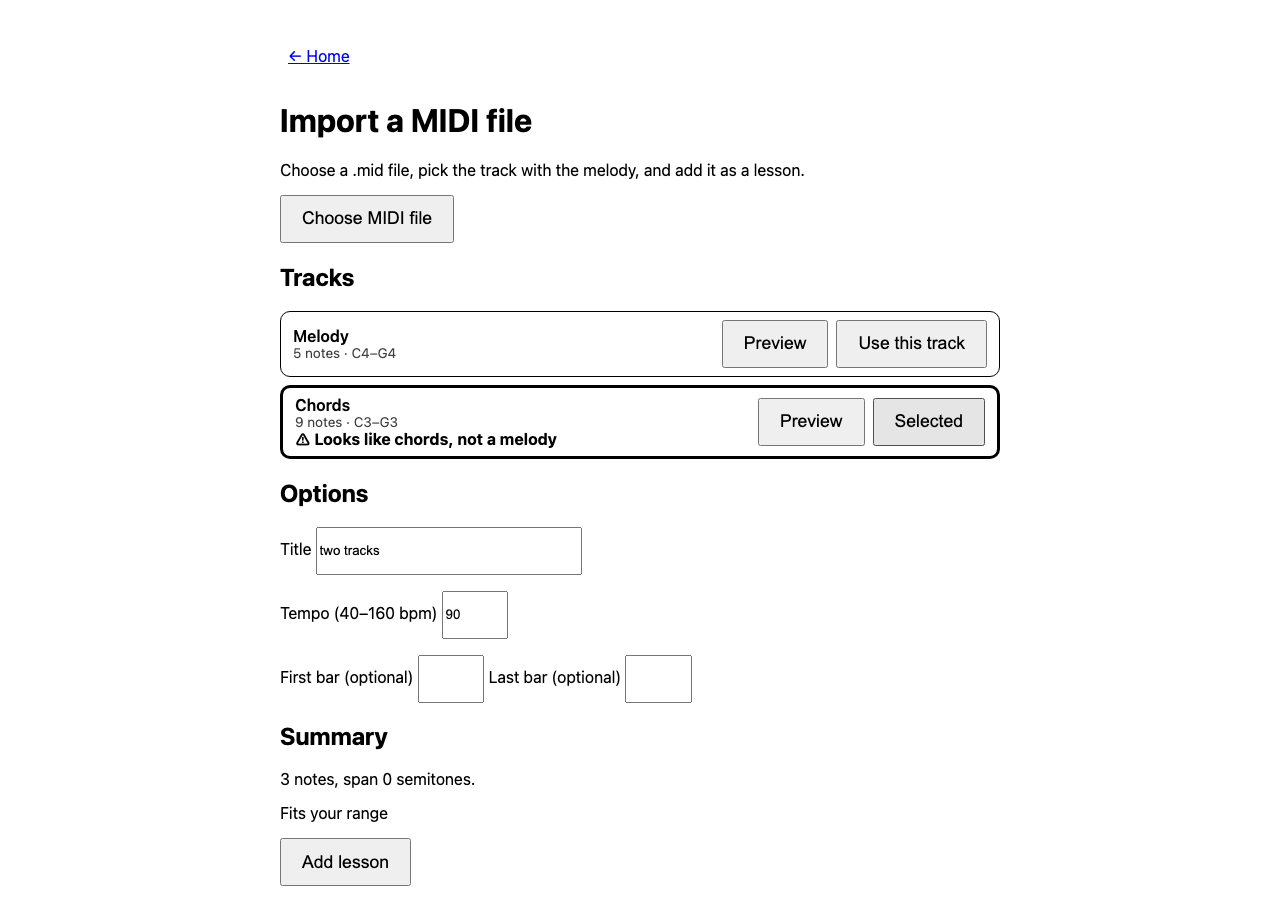 ← Home
Import a MIDI file
Choose a .mid file, pick the track with the melody, and add it as a lesson.
Choose MIDI file
Tracks
Melody
5 notes · C4–G4
Preview
Use this track
Chords
9 notes · C3–G3
⚠ Looks like chords, not a melody
Preview
Selected
Options
Title two tracks
Tempo (40–160 bpm) 90
First bar (optional) Last bar (optional)
Summary
3 notes, span 0 semitones.
Fits your range
Add lesson